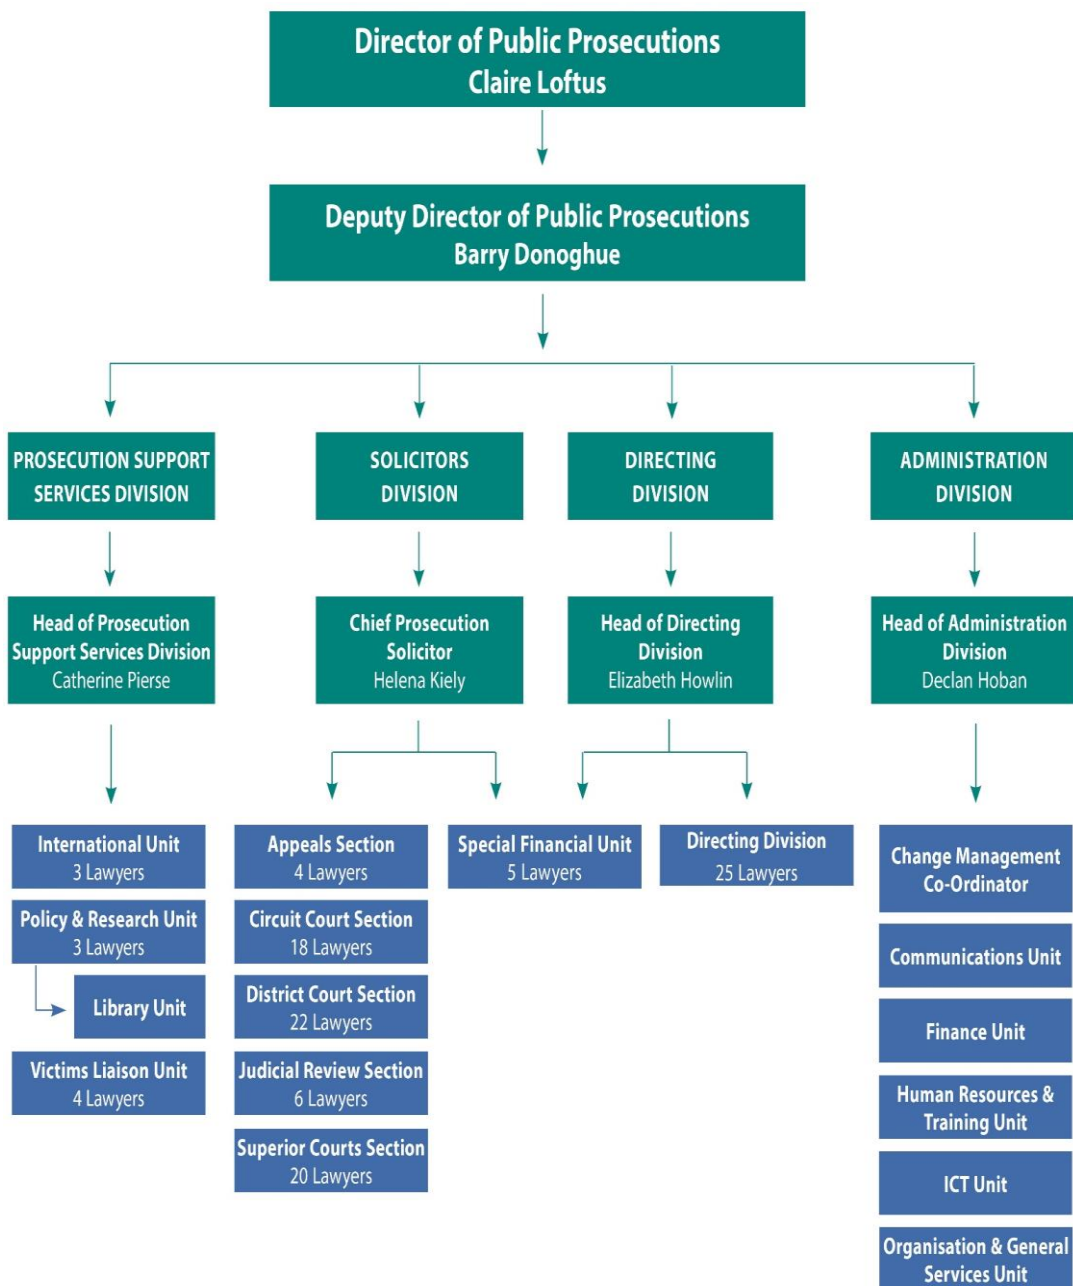 Director of Public Prosecutions
Claire Loftus
Deputy Director of Public Prosecutions
Barry Donoghue
PROSECUTION SUPPORT
SERVICES DIVISION
SOLICITORS
DIVISION
DIRECTING
DIVISION
ADMINISTRATION
DIVISION
Head of Prosecution
Support Services Division
Catherine Pierse
Chief Prosecution
Solicitor
Helena Kiely
Head of Directing
Division
Elizabeth Howlin
Head of Administration
Division
Declan Hoban
International Unit
3 Lawyers
Policy & Research Unit
3 Lawyers
Library Unit
Victims Liaison Unit
4 Lawyers
Appeals Section
4 Lawyers
Circuit Court Section
18 Lawyers
District Court Section
22 Lawyers
Judicial Review Section
6 Lawyers
Superior Courts Section
20 Lawyers
Special Financial Unit
5 Lawyers
Directing Division
25 Lawyers
Change Management
Co-Ordinator
Communications Unit
Finance Unit
Human Resources &
Training Unit
ICT Unit
Organisation & General
Services Unit